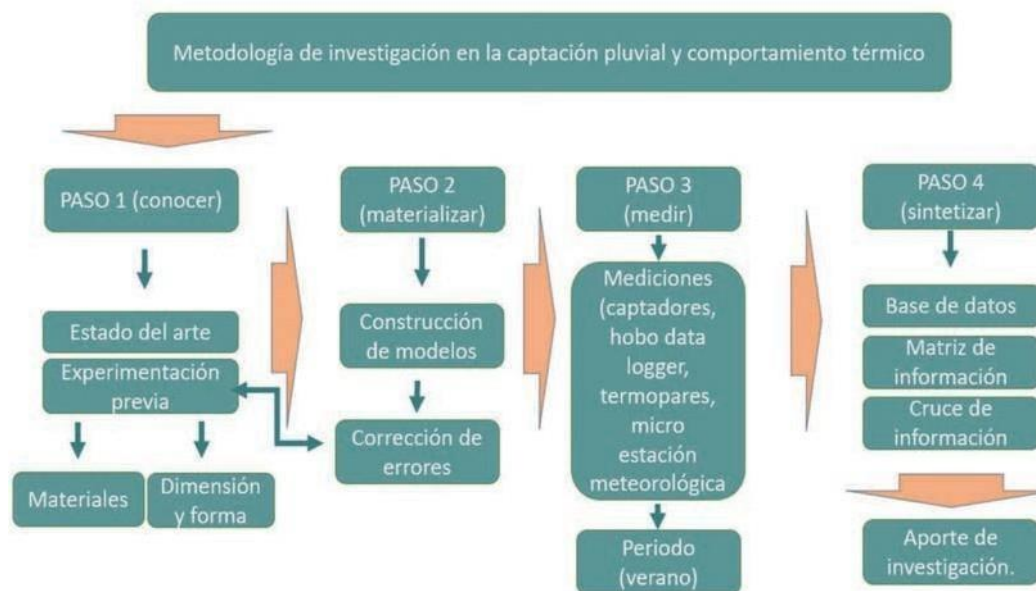 Metodología de investigación en la captación pluvial y comportamiento térmico
PASO 1 (conocer)
Estado del arte
Experimentación
previa
Materiales
Dimensión
y forma
PASO 2
(materializar)
Construcción
de modelos
Corrección de
errores
PASO 3
(medir)
Mediciones
(captadores,
hobo data
logger,
termopares,
micro
estación
meteorológica
Periodo
(verano)
PASO 4
(sintetizar)
Base de datos
Matriz de
información
Cruce de
información
Aporte de
investigación.